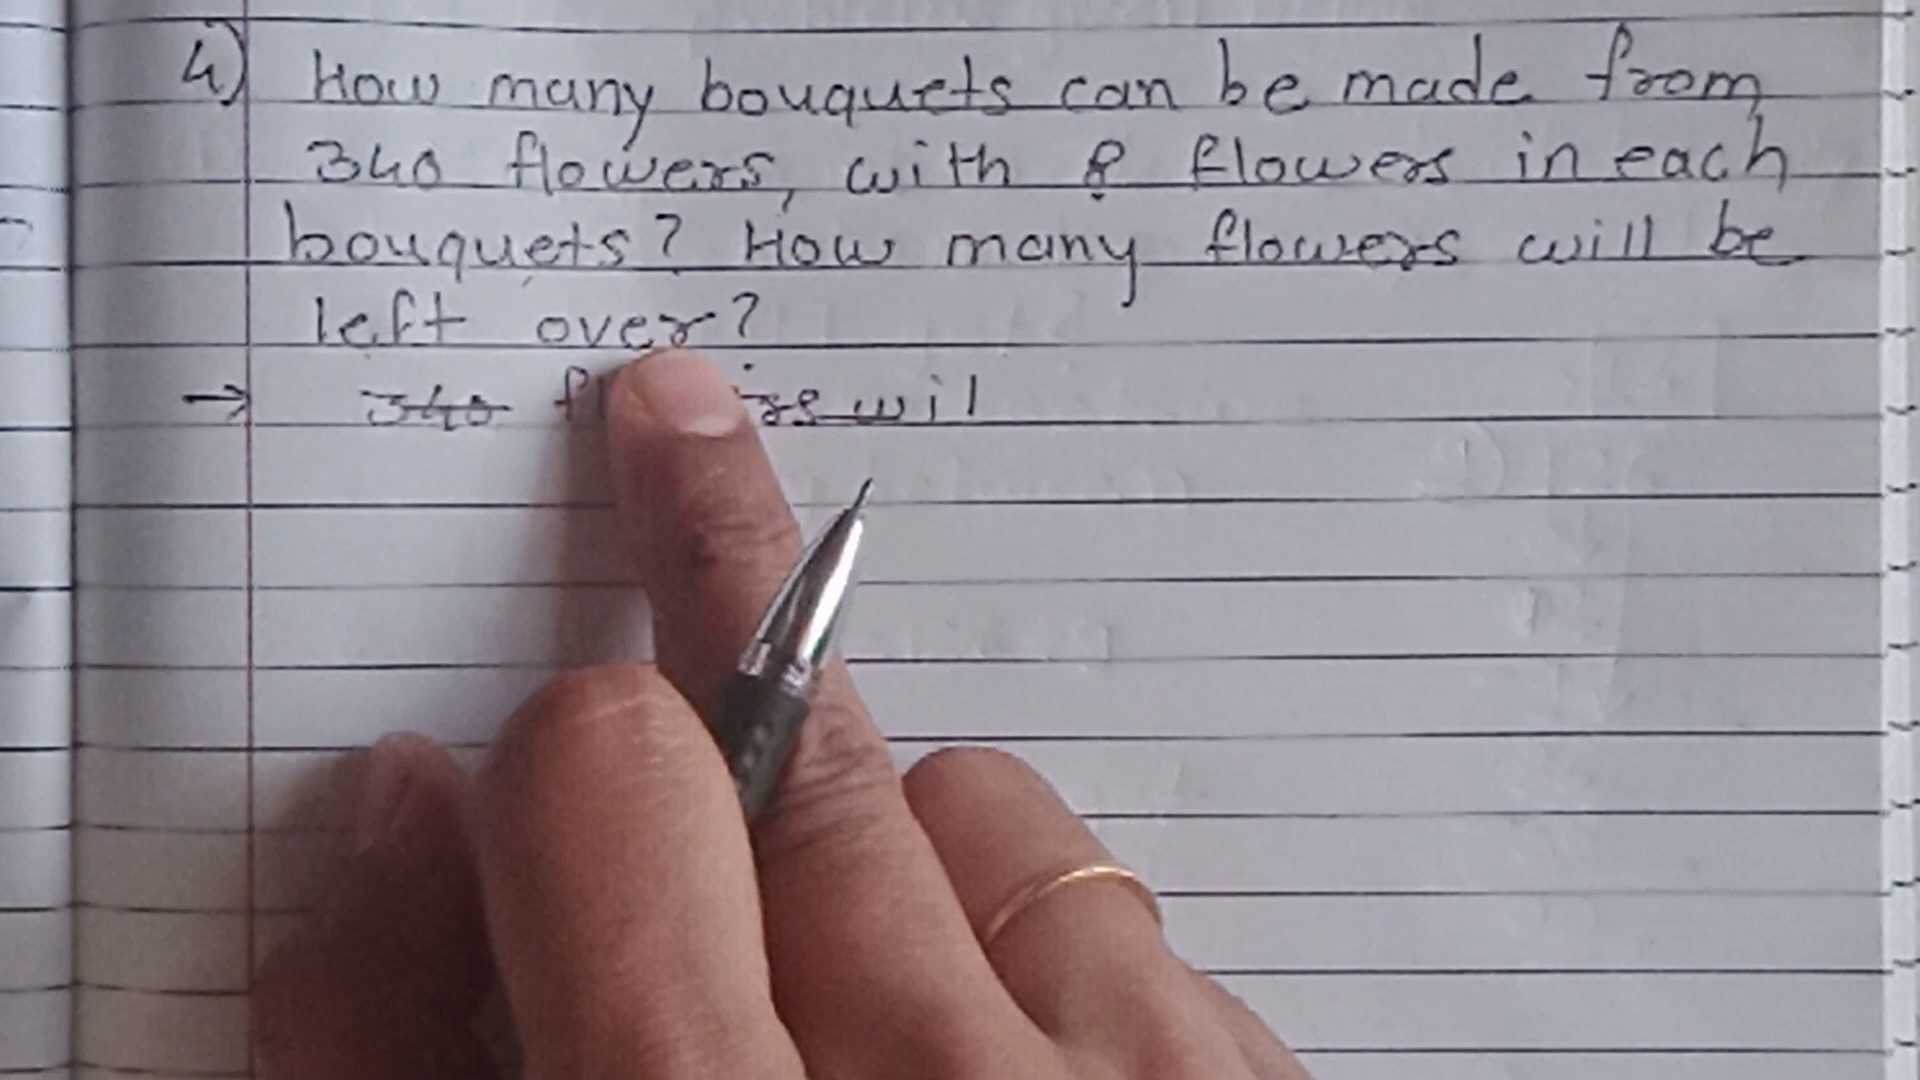 4) How many bouquets can be made from
340 flowers, with 8 flowers in each
bouquets? How many flowers will be
left over?
→ 340 wil